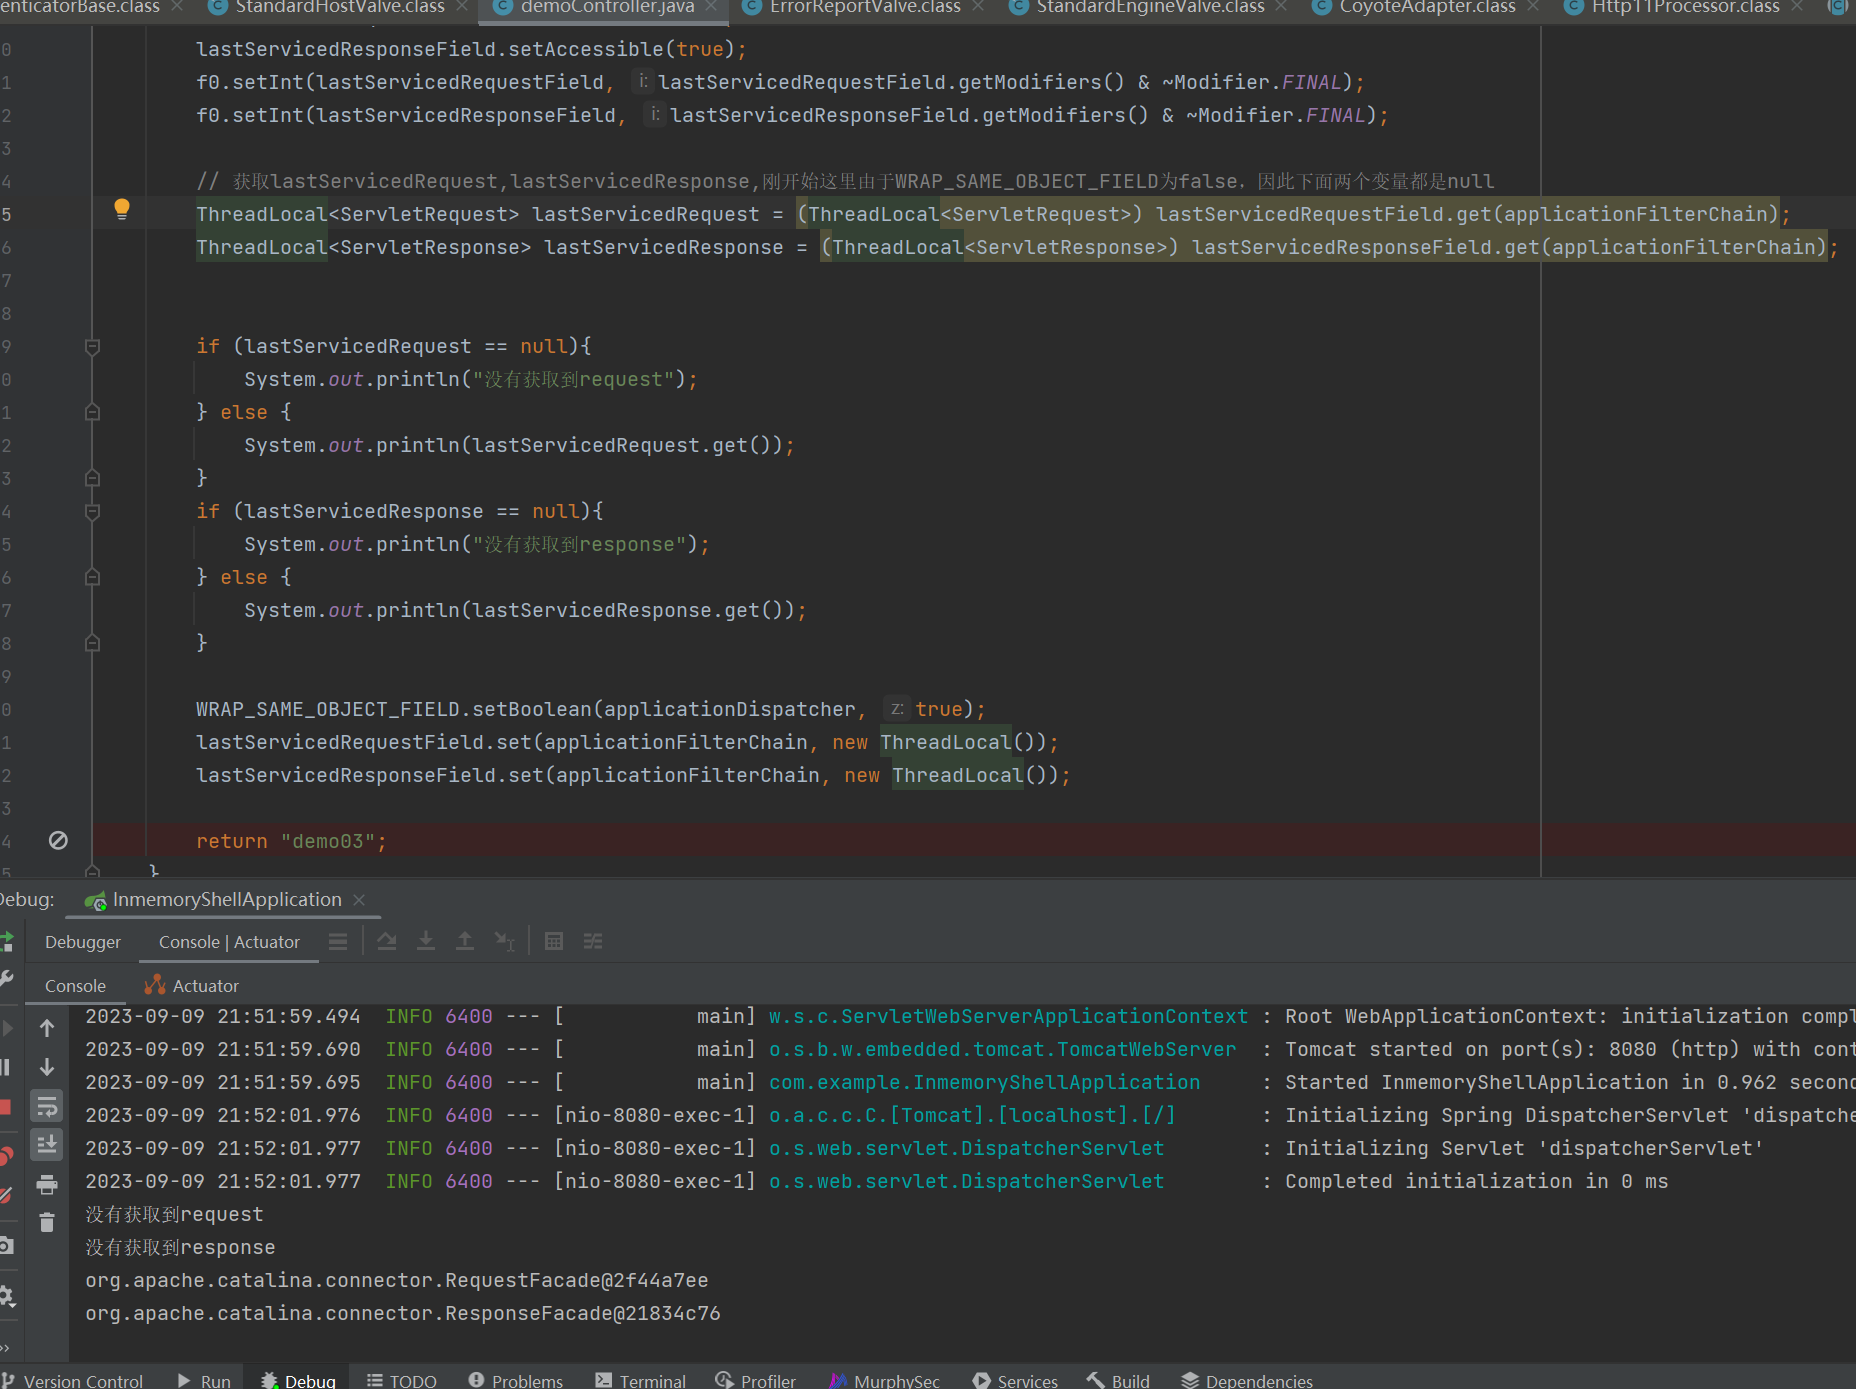 enticatorBase.class StandardHostValve.class demoController.java ErrorReportValve.class StandardEngineValve.class CoyoteAdapter.class Http11Processor.class
0 lastServicedResponseField.setAccessible(true);
1 f0.setInt(lastServicedRequestField, i: lastServicedRequestField.getModifiers() & ~Modifier.FINAL);
2 f0.setInt(lastServicedResponseField, i: lastServicedResponseField.getModifiers() & ~Modifier.FINAL);
3
4 // 获取lastServicedRequest,lastServicedResponse,刚开始这里由于WRAP_SAME_OBJECT_FIELD为false，因此下面两个变量都是null
5 ThreadLocal<ServletRequest> lastServicedRequest = (ThreadLocal<ServletRequest>) lastServicedRequestField.get(applicationFilterChain);
6 ThreadLocal<ServletResponse> lastServicedResponse = (ThreadLocal<ServletResponse>) lastServicedResponseField.get(applicationFilterChain);
7
8
9 if (lastServicedRequest == null){
0 System.out.println("没有获取到request");
1 } else {
2 System.out.println(lastServicedRequest.get());
3 }
4 if (lastServicedResponse == null){
5 System.out.println("没有获取到response");
6 } else {
7 System.out.println(lastServicedResponse.get());
8 }
9
0 WRAP_SAME_OBJECT_FIELD.setBoolean(applicationDispatcher, z: true);
1 lastServicedRequestField.set(applicationFilterChain, new ThreadLocal());
2 lastServicedResponseField.set(applicationFilterChain, new ThreadLocal());
3
4 return "demo03";
5 }
Debug: InmemoryShellApplication
Debugger Console | Actuator
Console Actuator
2023-09-09 21:51:59.494 INFO 6400 --- [ main] w.s.c.ServletWebServerApplicationContext : Root WebApplicationContext: initialization compl
2023-09-09 21:51:59.690 INFO 6400 --- [ main] o.s.b.w.embedded.tomcat.TomcatWebServer : Tomcat started on port(s): 8080 (http) with cont
2023-09-09 21:51:59.695 INFO 6400 --- [ main] com.example.InmemoryShellApplication : Started InmemoryShellApplication in 0.962 second
2023-09-09 21:52:01.976 INFO 6400 --- [nio-8080-exec-1] o.a.c.c.C.[Tomcat].[localhost].[/] : Initializing Spring DispatcherServlet 'dispatche
2023-09-09 21:52:01.977 INFO 6400 --- [nio-8080-exec-1] o.s.web.servlet.DispatcherServlet : Initializing Servlet 'dispatcherServlet'
2023-09-09 21:52:01.977 INFO 6400 --- [nio-8080-exec-1] o.s.web.servlet.DispatcherServlet : Completed initialization in 0 ms
没有获取到request
没有获取到response
org.apache.catalina.connector.RequestFacade@2f44a7ee
org.apache.catalina.connector.ResponseFacade@21834c76
Version Control Run Debug TODO Problems Terminal Profiler MurphySec Services Build Dependencies